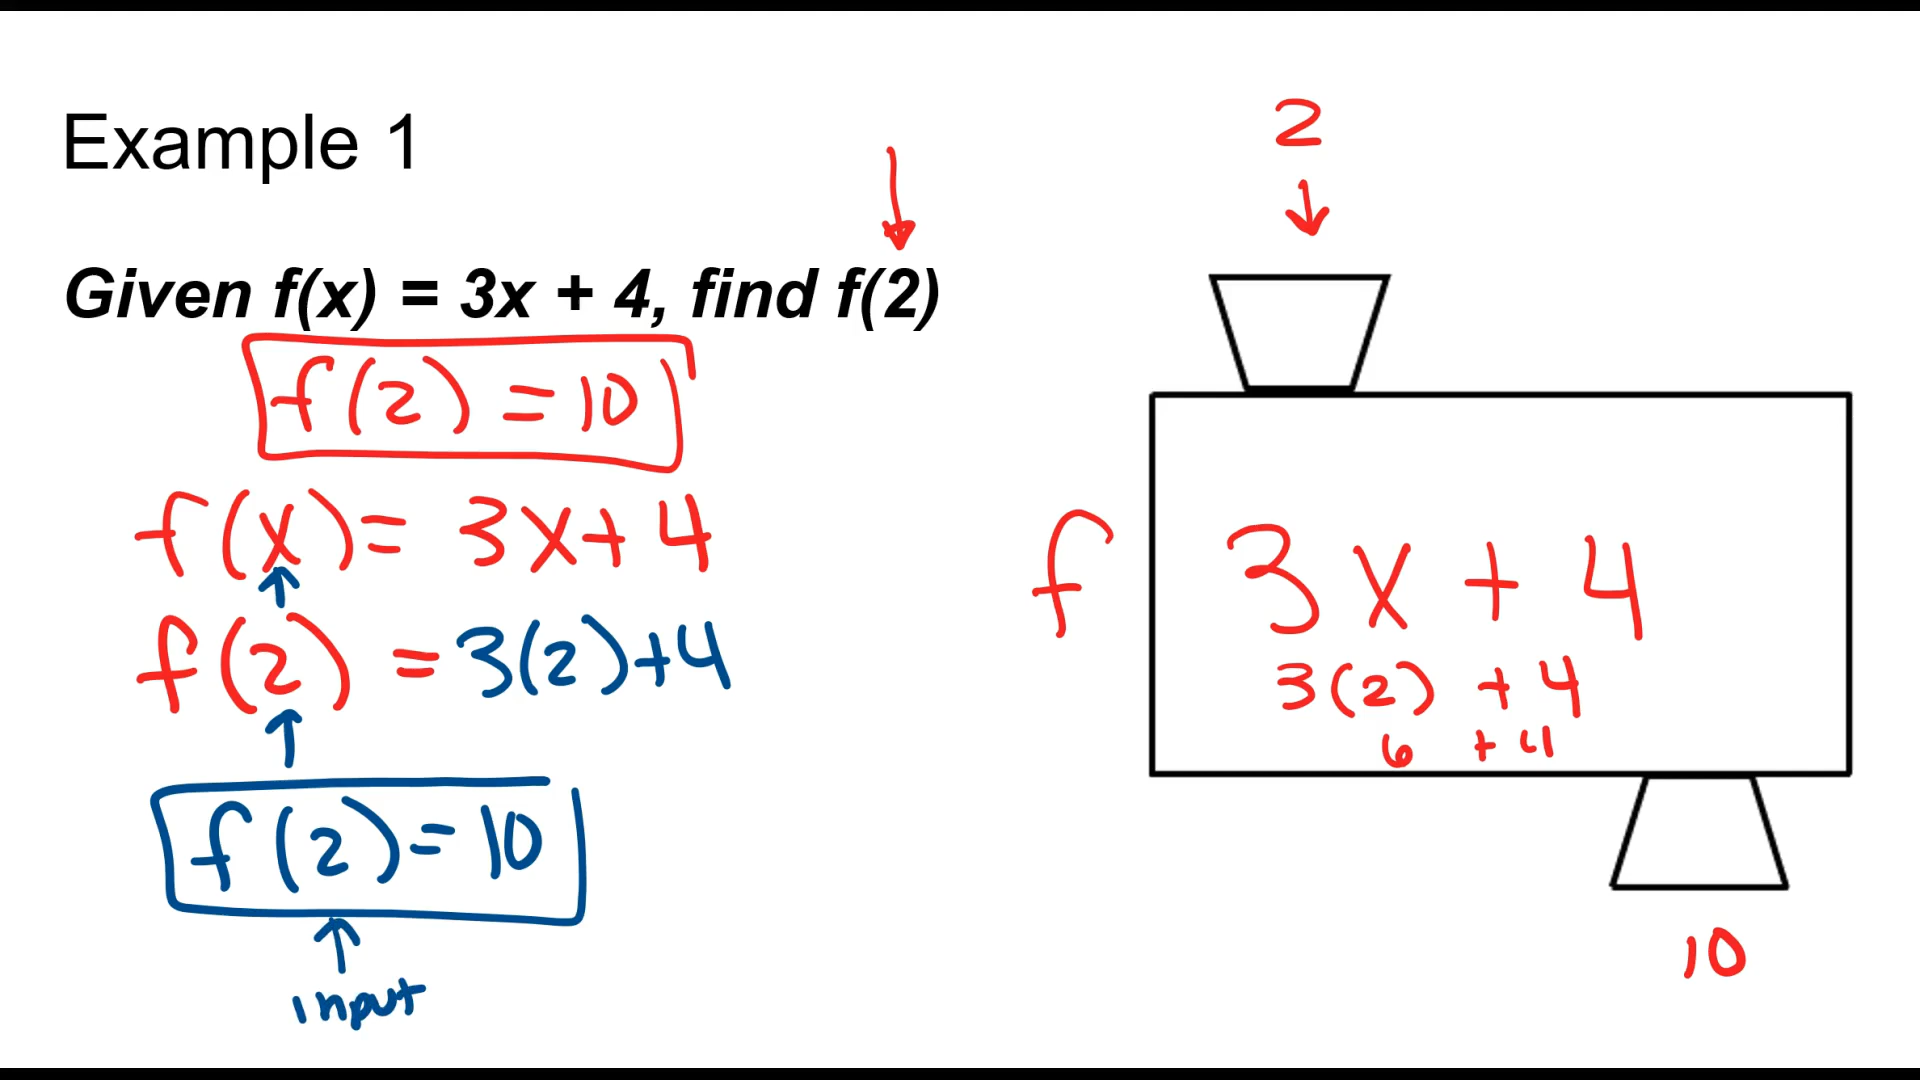 Example 1
Given f(x) = 3x + 4, find f(2)
f(2) = 10
f(x) = 3x + 4
f(2) = 3(2) + 4
f(2) = 10
input
2
f
3x + 4
3(2) + 4
6 + 4
10